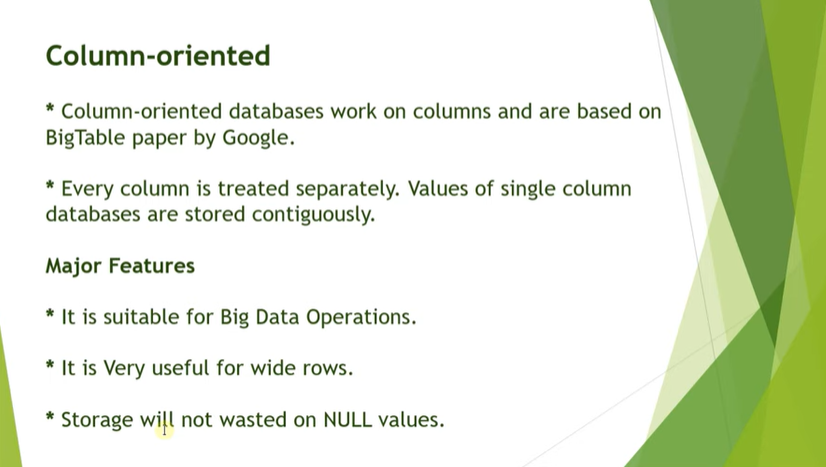 Column-oriented
* Column-oriented databases work on columns and are based on
BigTable paper by Google.
* Every column is treated separately. Values of single column
databases are stored contiguously.
Major Features
* It is suitable for Big Data Operations.
* It is Very useful for wide rows.
* Storage will not wasted on NULL values.